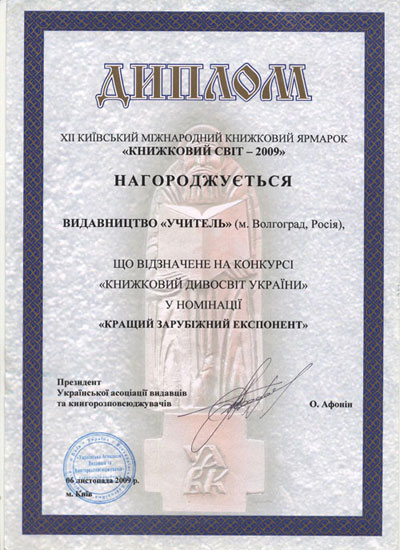 ДИПЛОМ
XII КИЇВСЬКИЙ МІЖНАРОДНИЙ КНИЖКОВИЙ ЯРМАРОК
«КНИЖКОВИЙ СВІТ – 2009»
НАГОРОДЖУЄТЬСЯ
ВИДАВНИЦТВО «УЧИТЕЛЬ» (м. Волгоград, Росія),
ЩО ВІДЗНАЧЕНЕ НА КОНКУРСІ
«КНИЖКОВИЙ ДИВОСВІТ УКРАЇНИ»
У НОМІНАЦІЇ
«КРАЩИЙ ЗАРУБІЖНИЙ ЕКСПОНЕНТ»
Президент
Української асоціації видавців
та книгорозповсюджувачів
О. Афонін
06 листопада 2009 р.
м. Київ